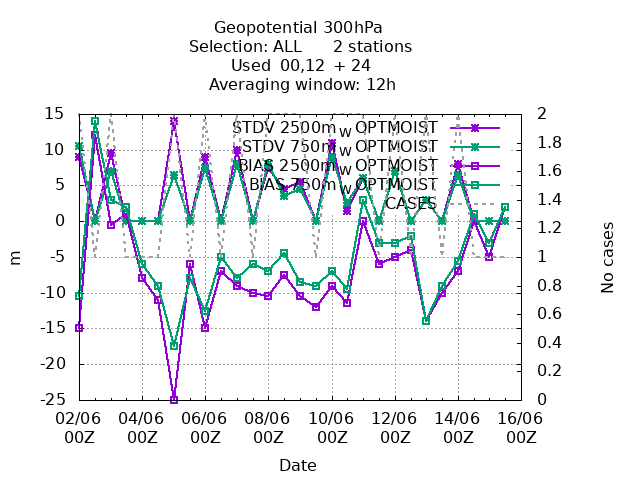 Geopotential 300hPa
Selection: ALL 2 stations
Used 00,12 + 24
Averaging window: 12h
STDV 2500m_W OPTMOIST
STDV 750m_W OPTMOIST
BIAS 2500m_W OPTMOIST
BIAS 750m_W OPTMOIST
CASES
15
10
5
0
-5
-10
-15
-20
-25
m
2
1.8
1.6
1.4
1.2
1
0.8
0.6
0.4
0.2
0
No cases
02/06 04/06 06/06 08/06 10/06 12/06 14/06 16/06
00Z 00Z 00Z 00Z 00Z 00Z 00Z 00Z
Date